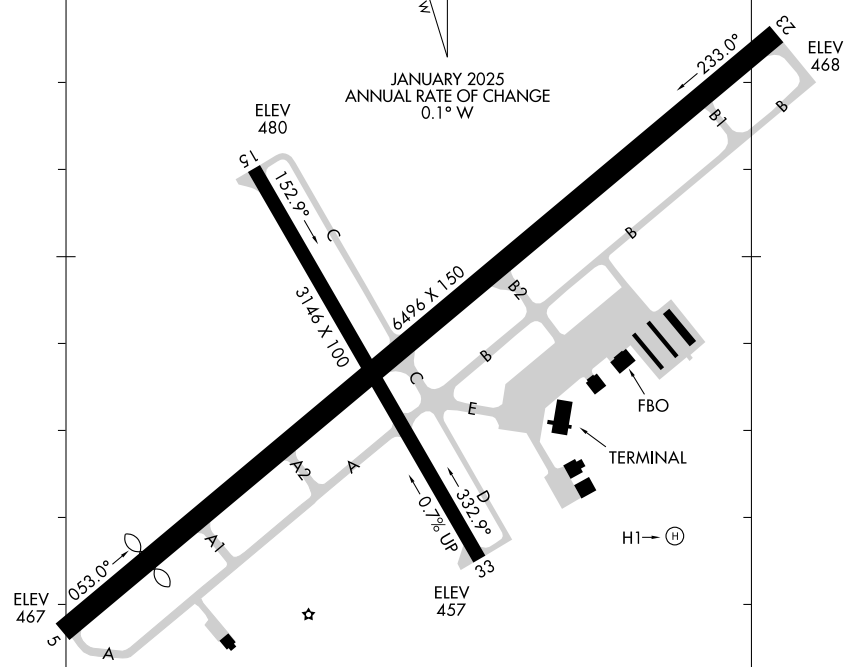 W
JANUARY 2025
ANNUAL RATE OF CHANGE
0.1° W
23
ELEV
468
233.0°
B1
B
ELEV
480
15
152.9°
C
B
B2
6496 X 150
3146 X 100
B
C
E
FBO
TERMINAL
A2
A
D
332.9°
0.7% UP
A1
H1
H
053.0°
33
ELEV
457
ELEV
467
5
A